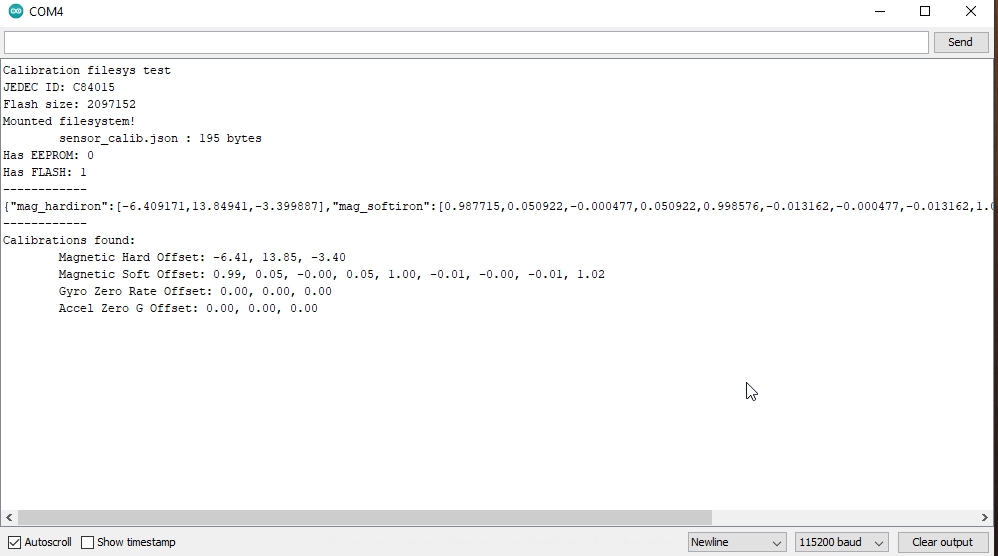 COM4
Send
Calibration filesys test
JEDEC ID: C84015
Flash size: 2097152
Mounted filesystem!
sensor_calib.json : 195 bytes
Has EEPROM: 0
Has FLASH: 1
------------
{"mag_hardiron":[-6.409171,13.84941,-3.399887],"mag_softiron":[0.987715,0.050922,-0.000477,0.050922,0.998576,-0.013162,-0.000477,-0.013162,1.0
------------
Calibrations found:
Magnetic Hard Offset: -6.41, 13.85, -3.40
Magnetic Soft Offset: 0.99, 0.05, -0.00, 0.05, 1.00, -0.01, -0.00, -0.01, 1.02
Gyro Zero Rate Offset: 0.00, 0.00, 0.00
Accel Zero G Offset: 0.00, 0.00, 0.00
Autoscroll Show timestamp Newline 115200 baud Clear output